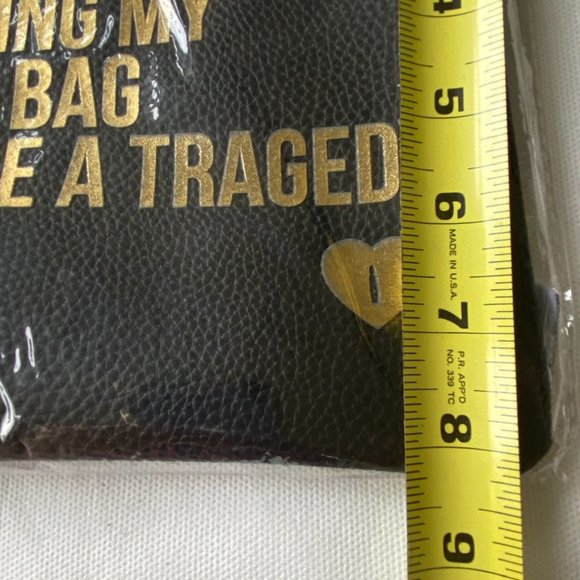 ING MY
BAG
E A TRAGED
4
5
6
MADE IN U.S.A.
7
P.R. APP'D
NO. 339 TC
8
9